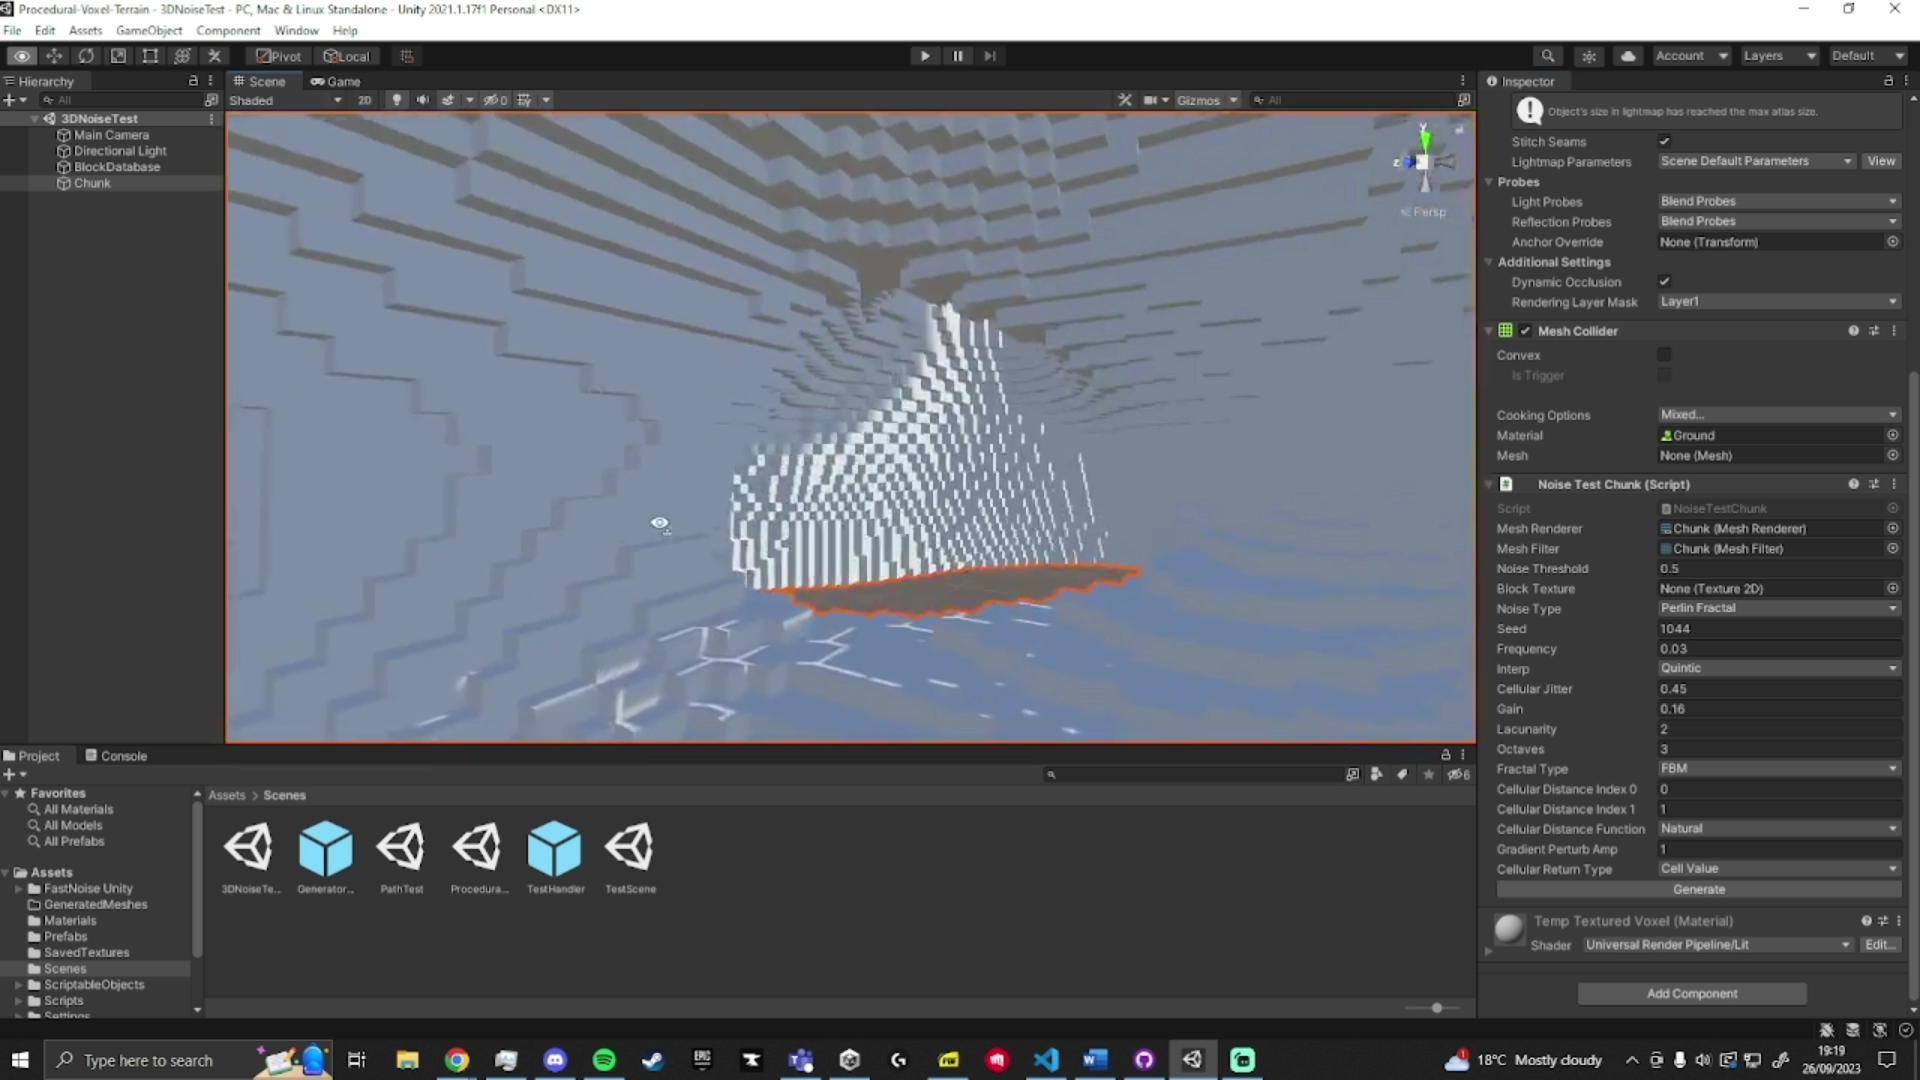 Procedural-Voxel-Terrain - 3DNoiseTest - PC, Mac & Linux Standalone - Unity 2021.1.17f1 Personal <DX11>
File Edit Assets GameObject Component Window Help
Pivot Local Account Layers Default
Hierarchy Scene Game Inspector
All Shaded 2D 0 Gizmos All
3DNoiseTest
Main Camera
Directional Light
BlockDatabase
Chunk
y
z
Persp
Object's size in lightmap has reached the max atlas size.
Stitch Seams
Lightmap Parameters Scene Default Parameters View
Probes
Light Probes Blend Probes
Reflection Probes Blend Probes
Anchor Override None (Transform)
Additional Settings
Dynamic Occlusion
Rendering Layer Mask Layer1
Mesh Collider
Convex
Is Trigger
Cooking Options Mixed...
Material Ground
Mesh None (Mesh)
Noise Test Chunk (Script)
Script NoiseTestChunk
Mesh Renderer Chunk (Mesh Renderer)
Mesh Filter Chunk (Mesh Filter)
Noise Threshold 0.5
Block Texture None (Texture 2D)
Noise Type Perlin Fractal
Seed 1044
Frequency 0.03
Interp Quintic
Cellular Jitter 0.45
Gain 0.16
Lacunarity 2
Octaves 3
Fractal Type FBM
Cellular Distance Index 0 0
Cellular Distance Index 1 1
Cellular Distance Function Natural
Gradient Perturb Amp 1
Cellular Return Type Cell Value
Generate
Temp Textured Voxel (Material)
Shader Universal Render Pipeline/Lit Edit...
Add Component
Project Console
6
Favorites
All Materials
All Models
All Prefabs
Assets
FastNoise Unity
GeneratedMeshes
Materials
Prefabs
SavedTextures
Scenes
ScriptableObjects
Scripts
Settings
Assets > Scenes
3DNoiseTe... Generator... PathTest Procedura... TestHandler TestScene
Type here to search
EPIC
18°C Mostly cloudy
19:19
26/09/2023